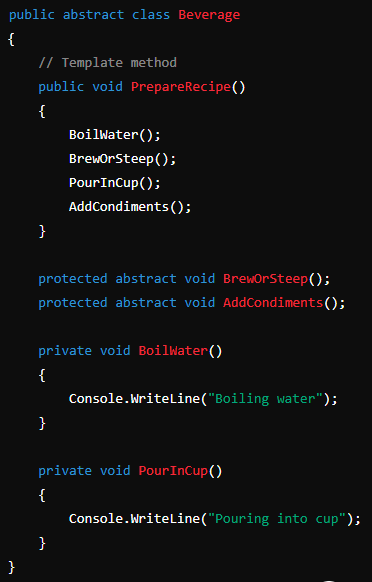 public abstract class Beverage
{
    // Template method
    public void PrepareRecipe()
    {
        BoilWater();
        BrewOrSteep();
        PourInCup();
        AddCondiments();
    }

    protected abstract void BrewOrSteep();
    protected abstract void AddCondiments();

    private void BoilWater()
    {
        Console.WriteLine("Boiling water");
    }

    private void PourInCup()
    {
        Console.WriteLine("Pouring into cup");
    }
}